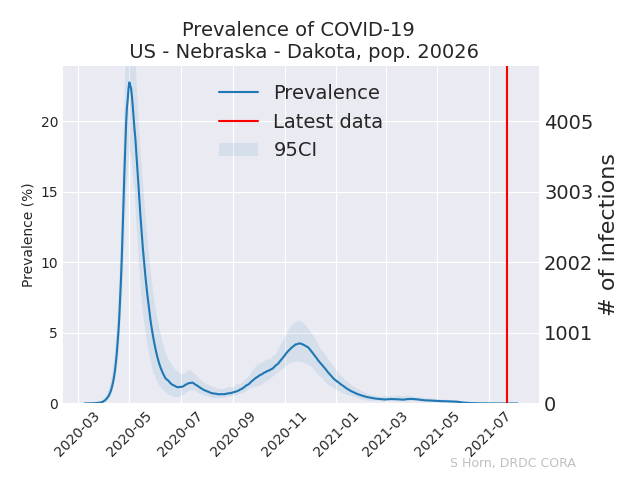 Prevalence of COVID-19
US - Nebraska - Dakota, pop. 20026
Prevalence
Latest data
95CI
20
15
10
5
0
Prevalence (%)
4005
3003
2002
1001
0
# of infections
2020-03
2020-05
2020-07
2020-09
2020-11
2021-01
2021-03
2021-05
2021-07
S Horn, DRDC CORA